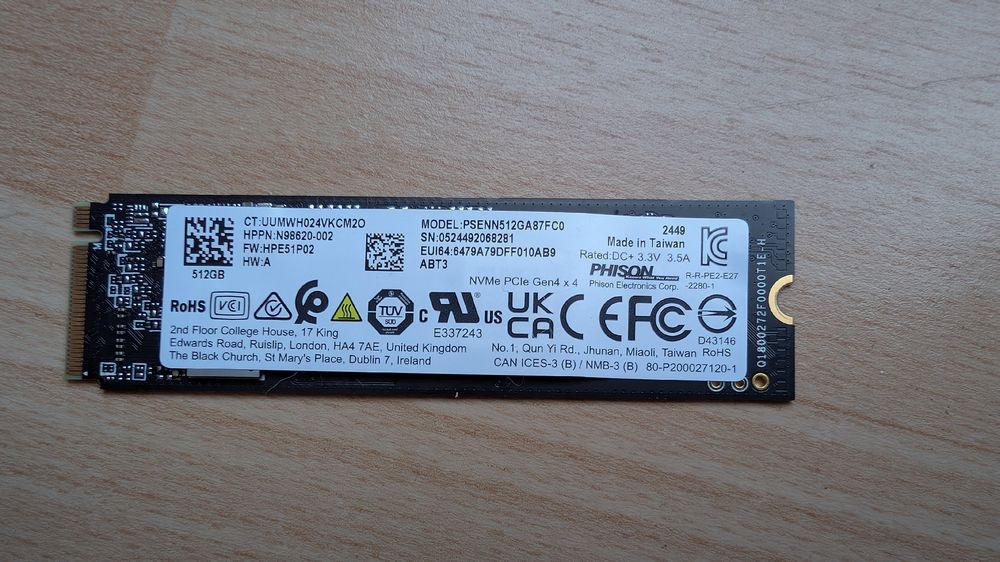 CT:UUMWH024VKCM2O
HPPN:N98620-002
FW:HPE51P02
HW:A
512GB
MODEL:PSENN512GA87FC0
SN:0524492068281
EUI64:6479A79DFF010AB9
ABT3
2449
Made in Taiwan
Rated:DC+ 3.3V 3.5A
PHISON
Phison Electronics Corp.
R-R-PE2-E27
-2280-1
NVMe PCIe Gen4 x 4
RoHS
VCI
TÜV
SÜD
C
US
E337243
UK
CA
CE
FC
D43146
RoHS
2nd Floor College House, 17 King
Edwards Road, Ruislip, London, HA4 7AE, United Kingdom
The Black Church, St Mary's Place, Dublin 7, Ireland
No.1, Qun Yi Rd., Jhunan, Miaoli, Taiwan
CAN ICES-3 (B) / NMB-3 (B) 80-P200027120-1
Q1800272F0000T1E-H